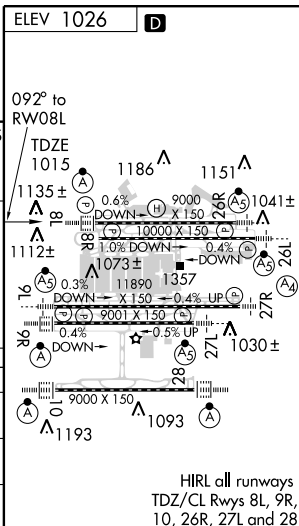 ELEV 1026 D
092° to
RW08L
TDZE
1015
A
1186
1151
A5
1135 ±
P
0.6%
H
9000
26R
1041 ±
8L
DOWN
X 150
8R
P
10000 X 150
1112 ±
1.0% DOWN
0.4%
P
26L
DOWN
A5
1073 ±
1357
A4
A5
9L
0.3%
11890
27R
DOWN
X 150
0.4% UP
P
P
P
9001 X 150
9R
0.4%
0.5% UP
27L
1030 ±
A
DOWN
A5
28
10
9000 X 150
A
1193
1093
A
HIRL all runways
TDZ/CL Rwys 8L, 9R,
10, 26R, 27L and 28